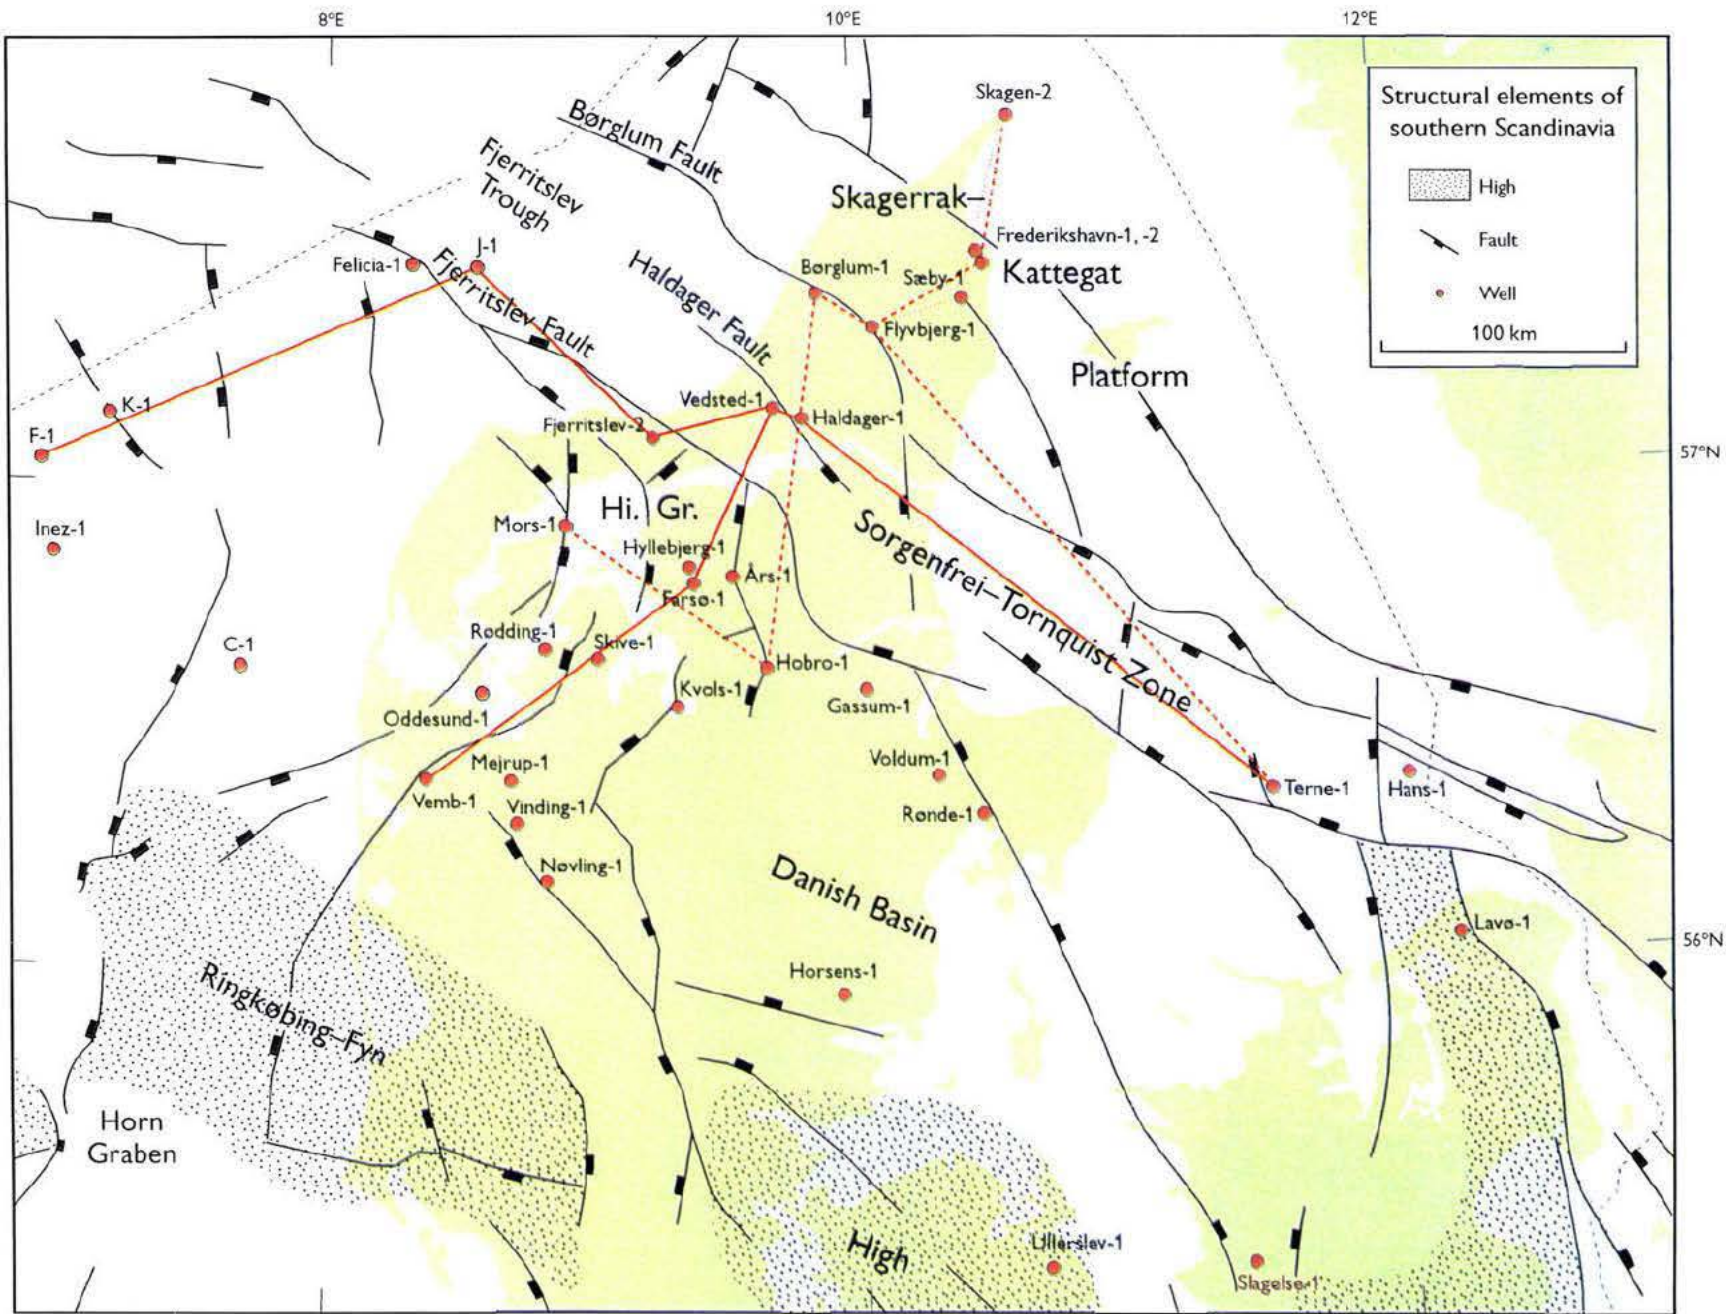 8°E
10°E
12°E
Structural elements of
southern Scandinavia
High
Fault
Well
100 km
Skagen-2
Børglum Fault
Fjerritslev
Trough
Skagerrak–
Kattegat
Platform
Frederikshavn-1, -2
Felicia-1
J-1
Fjerritslev Fault
Haldager Fault
Børglum-1
Sæby-1
Flyvbjerg-1
K-1
F-1
Vedsted-1
Haldager-1
Fjerritslev-2
57°N
Inez-1
Mors-1
Hi. Gr.
Hyllebjerg-1
Års-1
Farsø-1
Sorgenfrei–Tornquist Zone
C-1
Rødding-1
Skive-1
Hobro-1
Kvols-1
Gassum-1
Oddesund-1
Mejrup-1
Voldum-1
Vemb-1
Vinding-1
Rønde-1
Terne-1
Hans-1
Nøvling-1
Danish Basin
Lavø-1
56°N
Horsens-1
Ringkøbing–Fyn
High
Horn
Graben
Ullerslev-1
Slagelse-1